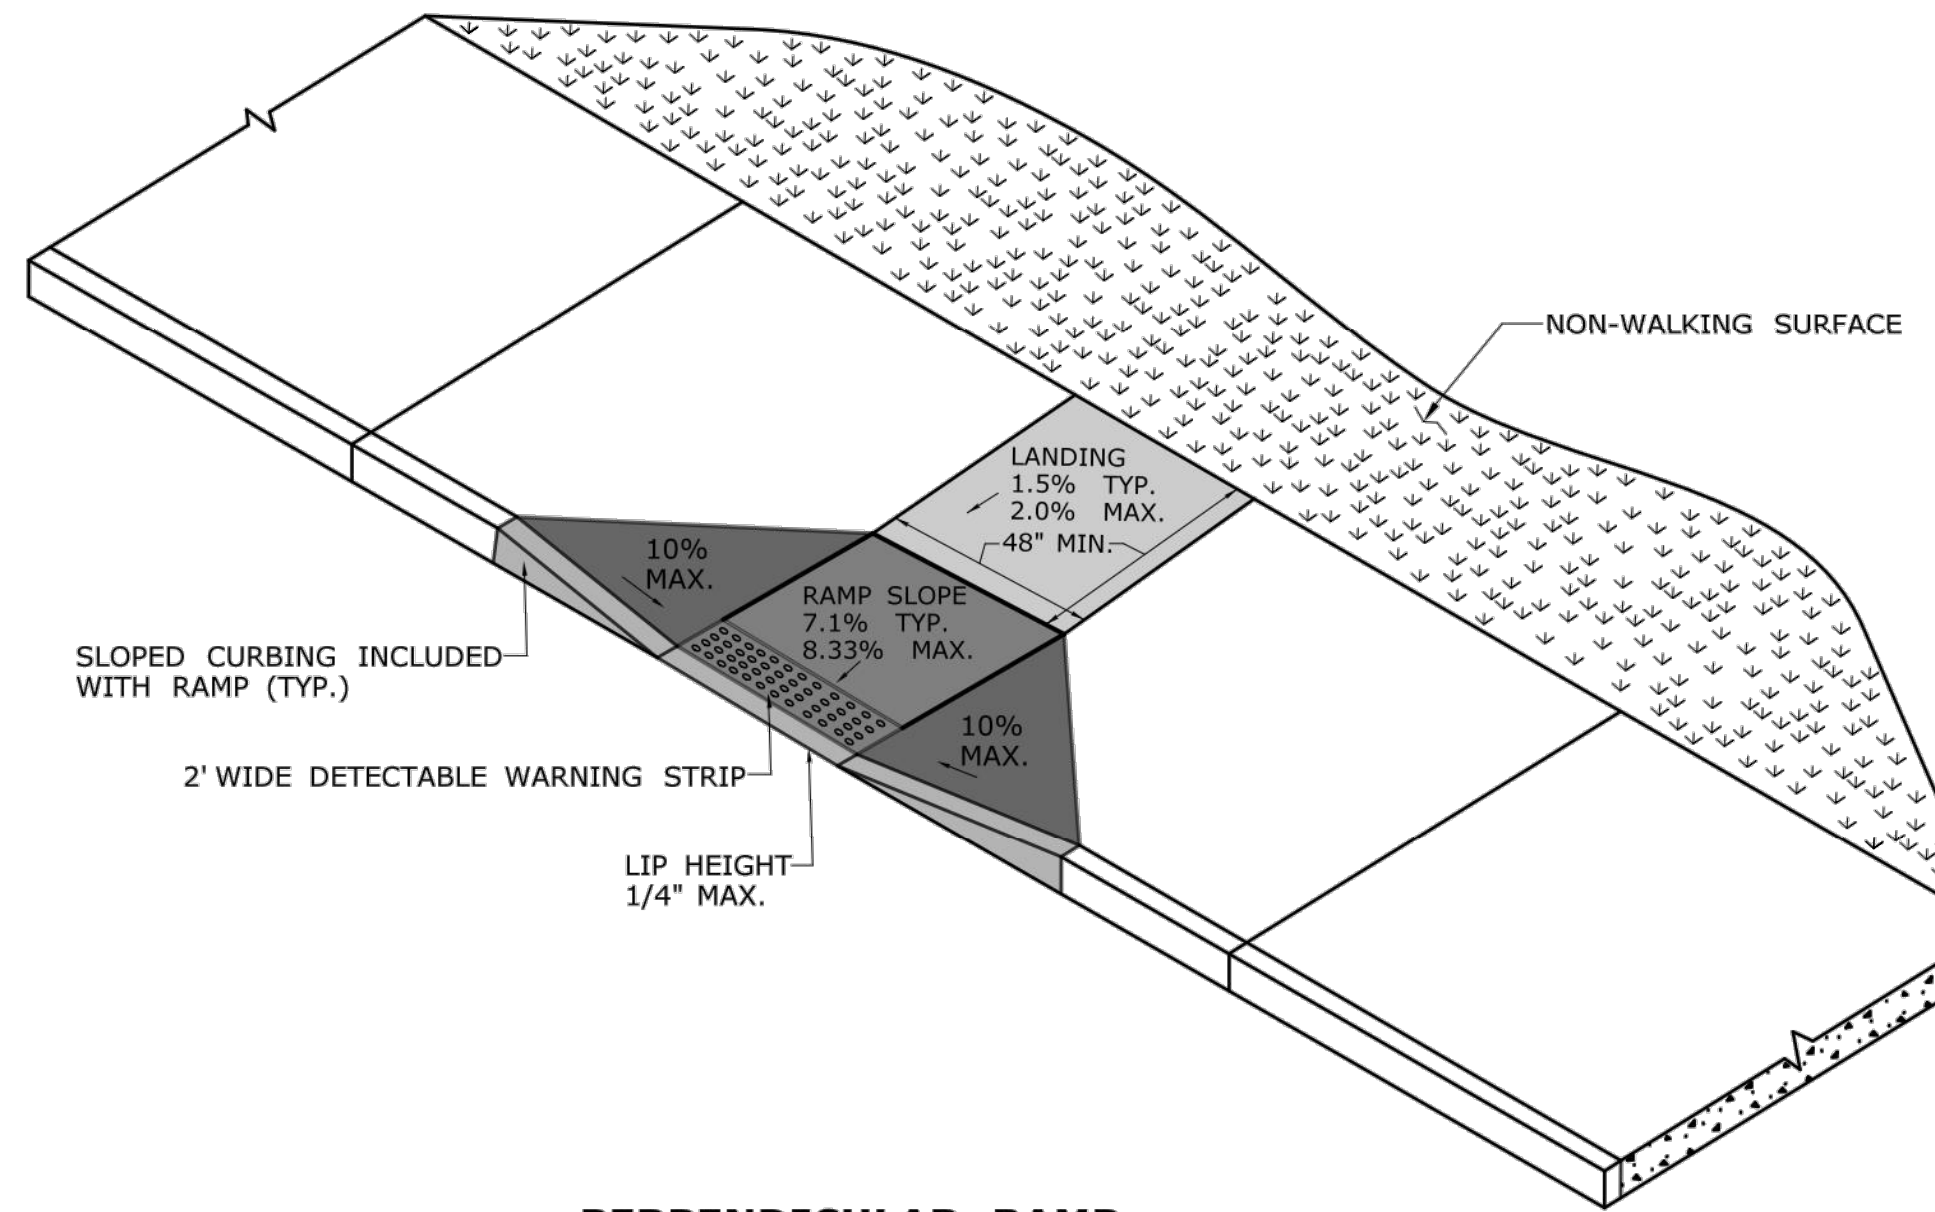 NON-WALKING SURFACE
LANDING
1.5% TYP.
2.0% MAX.
48" MIN.
10%
MAX.
RAMP SLOPE
7.1% TYP.
8.33% MAX.
SLOPED CURBING INCLUDED
WITH RAMP (TYP.)
10%
MAX.
2' WIDE DETECTABLE WARNING STRIP
LIP HEIGHT
1/4" MAX.
PERPENDICULAR RAMP